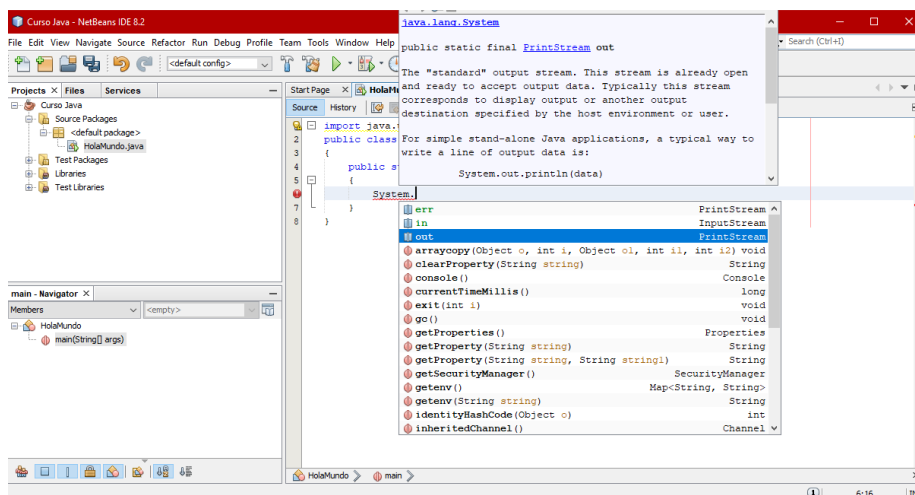 Curso Java - NetBeans IDE 8.2
File Edit View Navigate Source Refactor Run Debug Profile Team Tools Window Help
Search (Ctrl+I)
<default config>
Projects Files Services
Curso Java
Source Packages
<default package>
HolaMundo.java
Test Packages
Libraries
Test Libraries
main - Navigator
Members <empty>
HolaMundo
main(String[] args)
Start Page HolaM
Source History
1 import java.
2 public class
3 {
4 public s
5 {
System.
7 }
8 }
java.lang.System
public static final PrintStream out
The "standard" output stream. This stream is already open
and ready to accept output data. Typically this stream
corresponds to display output or another output
destination specified by the host environment or user.
For simple stand-alone Java applications, a typical way to
write a line of output data is:
System.out.println(data)
err PrintStream
in InputStream
out PrintStream
arraycopy(Object o, int i, Object o1, int i1, int i2) void
clearProperty(String string) String
console() Console
currentTimeMillis() long
exit(int i) void
gc() void
getProperties() Properties
getProperty(String string) String
getProperty(String string, String string1) String
getSecurityManager() SecurityManager
getenv() Map<String, String>
getenv(String string) String
identityHashCode(Object o) int
inheritedChannel() Channel
HolaMundo main
1 6:16